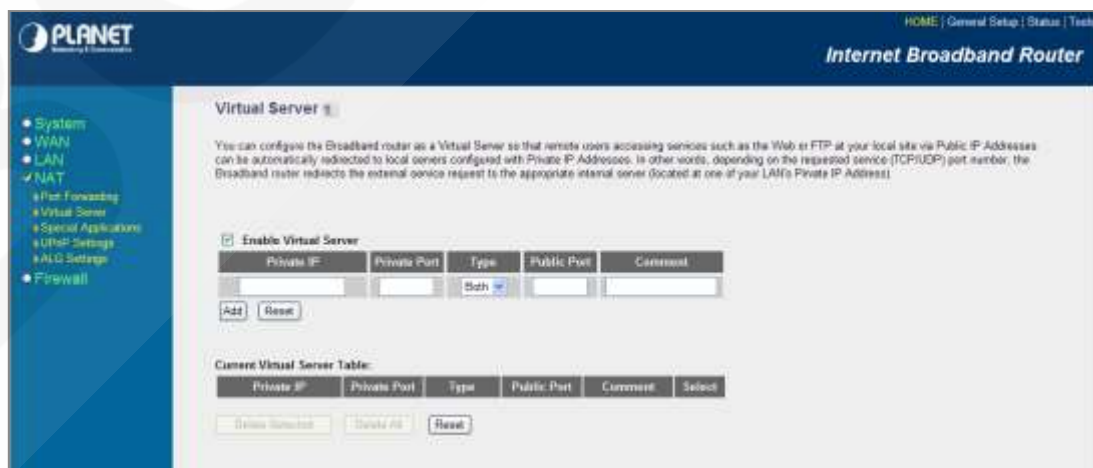 PLANET
Networking & Communication
HOME | General Setup | Status | Tools
Internet Broadband Router
System
WAN
LAN
NAT
Port Forwarding
Virtual Server
Special Applications
UPnP Settings
ALG Settings
Firewall
Virtual Server
You can configure the Broadband router as a Virtual Server so that remote users accessing services such as the Web or FTP at your local site via Public IP Addresses
can be automatically redirected to local servers configured with Private IP Addresses. In other words, depending on the requested service (TCP/UDP) port number, the
Broadband router redirects the external service request to the appropriate internal server (located at one of your LAN's Private IP Address)
Enable Virtual Server
Private IP Private Port Type Public Port Comment
Both
Add Reset
Current Virtual Server Table:
Private IP Private Port Type Public Port Comment Select
Delete Selected Delete All Reset